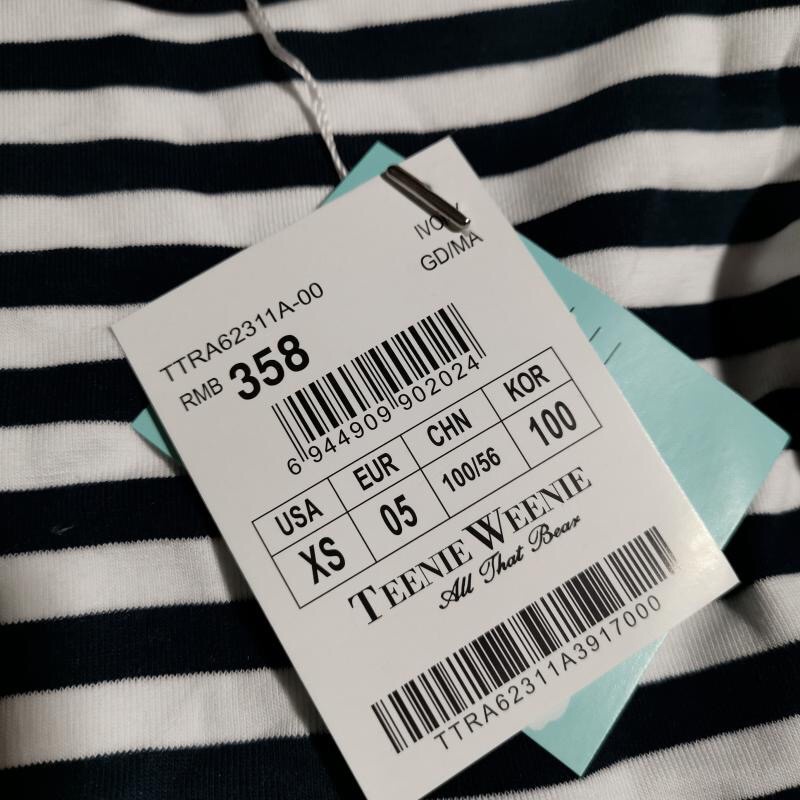 IVORY
GD/MA
TTRA62311A-00
RMB 358
6 944909 902024
USA EUR CHN KOR
XS 05 100/56 100
TEENIE WEENIE
All That Bear
TTRA62311A3917000